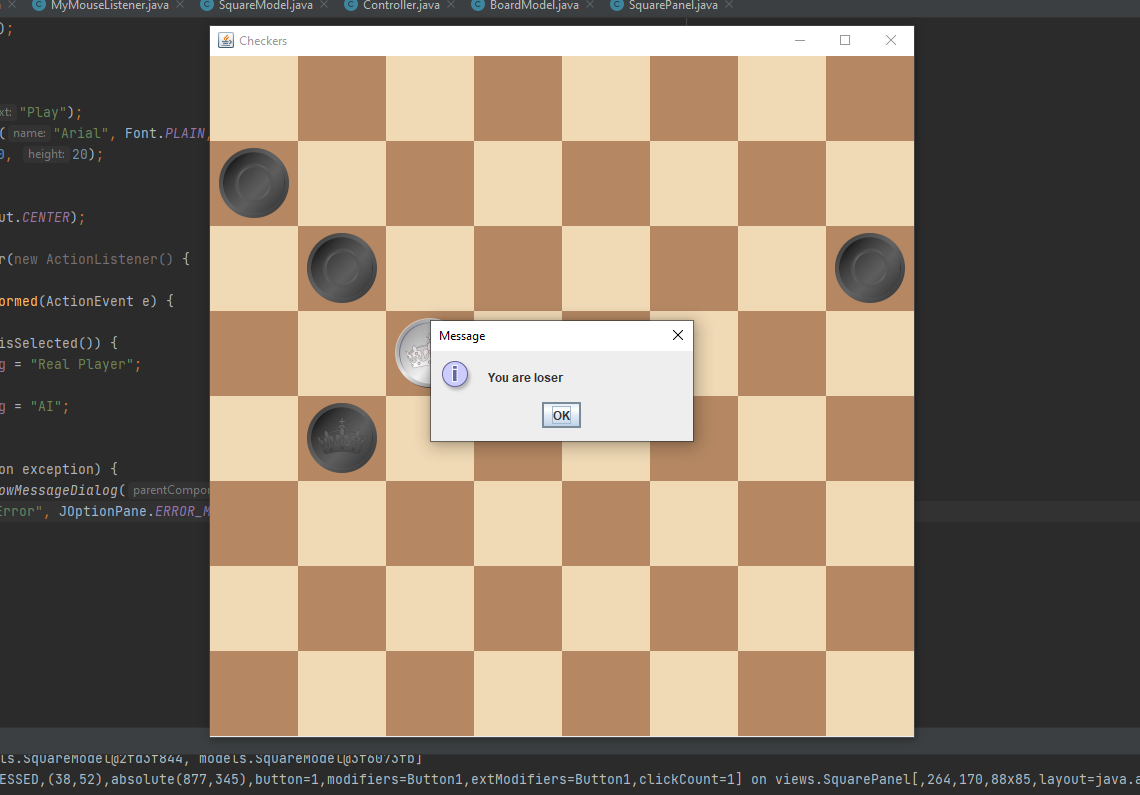 MyMouseListener.java SquareModel.java Controller.java BoardModel.java SquarePanel.java
);
Checkers
xt: "Play");
( name: "Arial", Font.PLAIN,
0, height: 20);
ut.CENTER);
r(new ActionListener() {
ormed(ActionEvent e) {
isSelected()) {
g = "Real Player";
g = "AI";
Message
You are loser
OK
on exception) {
owMessageDialog( parentCompon
Error", JOptionPane.ERROR_M
ls.SquareModel@2fd3f844, models.SquareModel@3f6073fb]
ESSED,(38,52),absolute(877,345),button=1,modifiers=Button1,extModifiers=Button1,clickCount=1] on views.SquarePanel[,264,170,88x85,layout=java.a